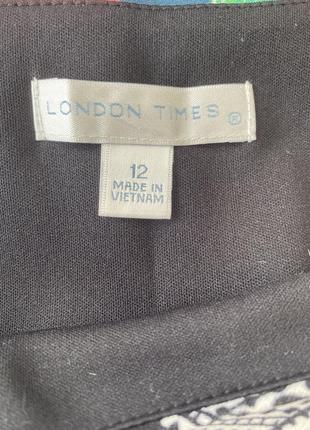 LONDON TIMES ®
12
MADE IN
VIETNAM